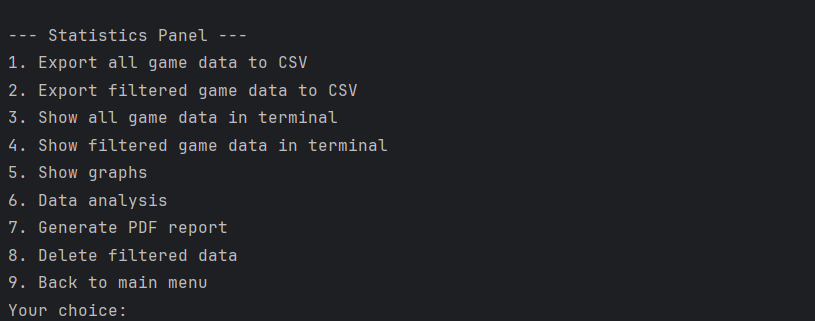 --- Statistics Panel ---
1. Export all game data to CSV
2. Export filtered game data to CSV
3. Show all game data in terminal
4. Show filtered game data in terminal
5. Show graphs
6. Data analysis
7. Generate PDF report
8. Delete filtered data
9. Back to main menu
Your choice: